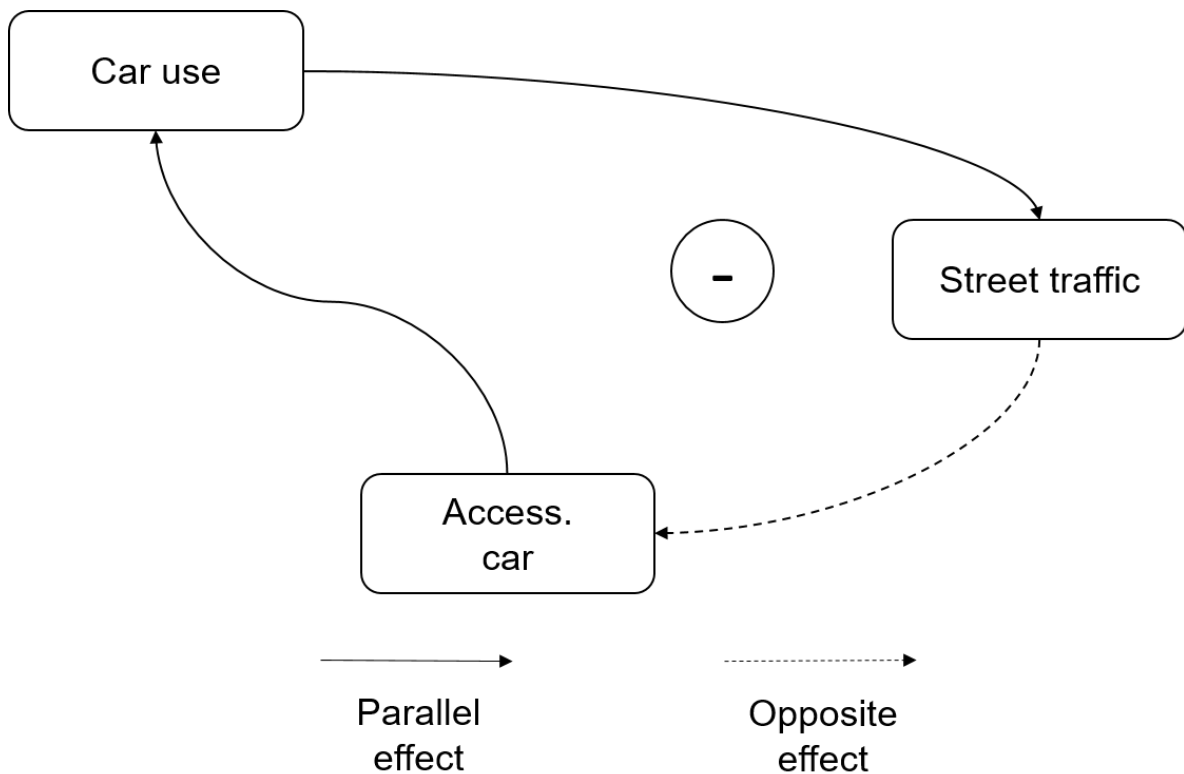 Car use
-
Street traffic
Access.
car
Parallel
effect
Opposite
effect